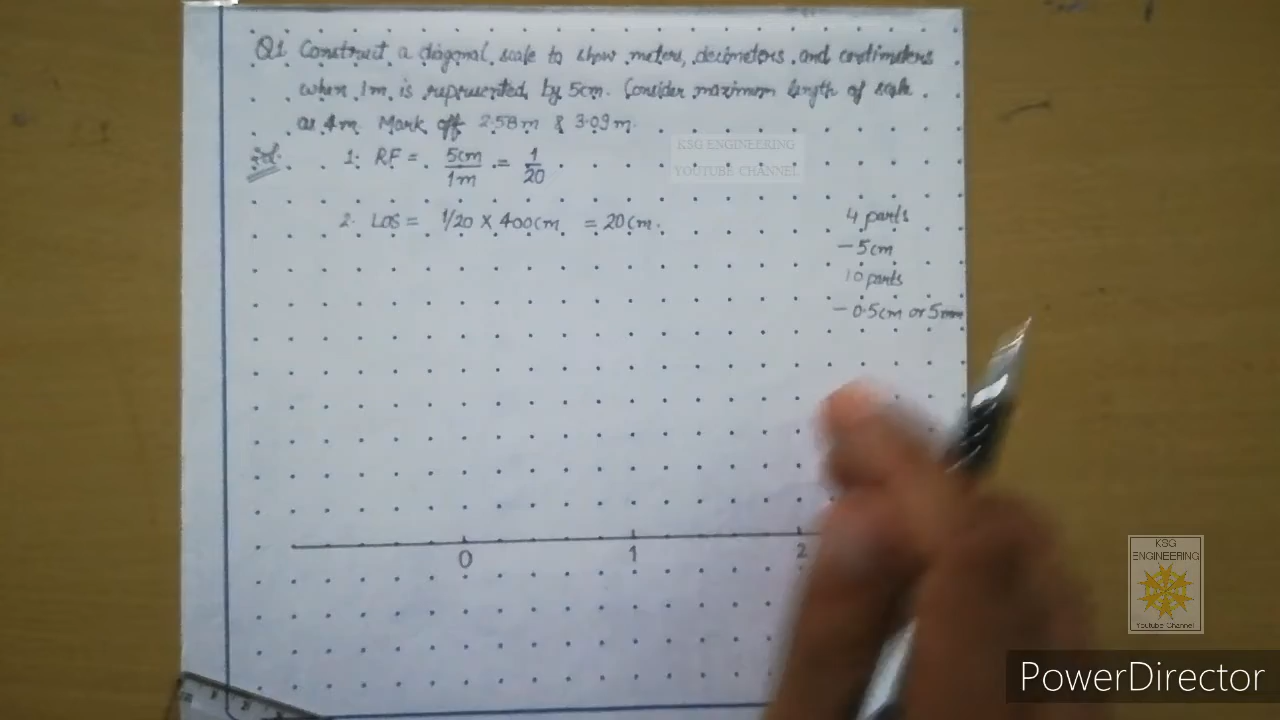 Q1 Construct a diagonal scale to show meters, decimeters and centimeters
when 1m is represented by 5cm. Consider maximum length of scale
as 4m. Mark off 2.58m & 3.09m.
Sol. 1. RF = 5cm/1m = 1/20
2. LOS = 1/20 × 400cm = 20cm.
4 parts
– 5cm
10 parts
– 0.5cm or 5mm
0 1 2
KSG ENGINEERING
YOUTUBE CHANNEL
KSG
ENGINEERING
Youtube Channel
PowerDirector